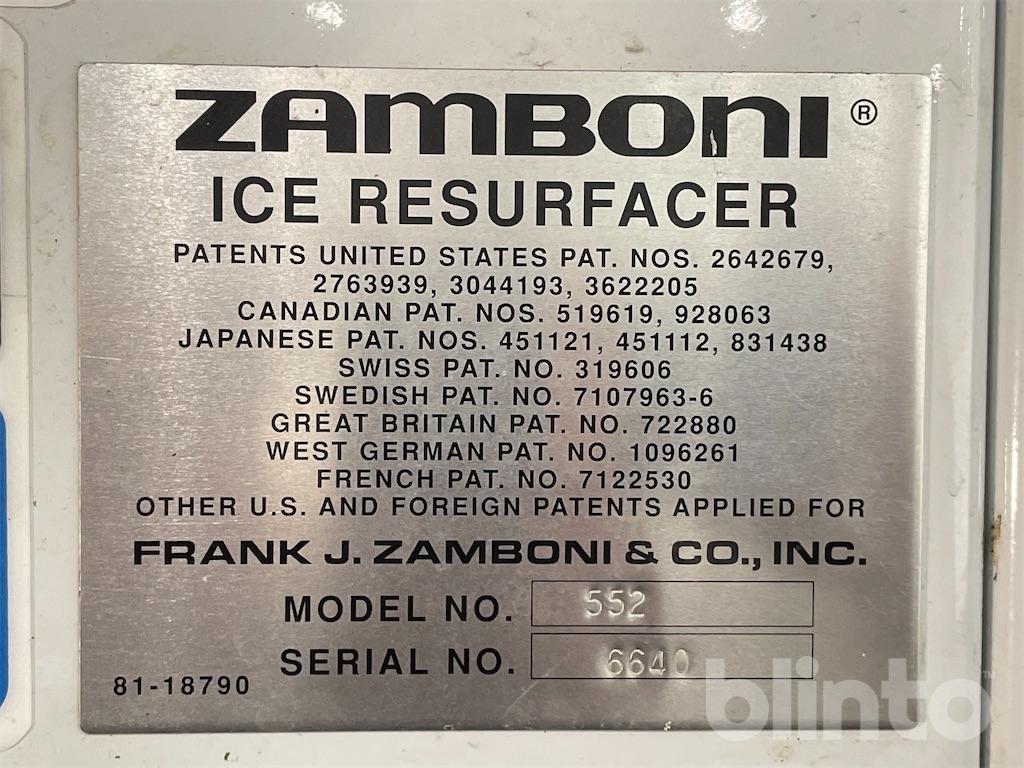 ZAMBONI ®
ICE RESURFACER
PATENTS UNITED STATES PAT. NOS. 2642679,
2763939, 3044193, 3622205
CANADIAN PAT. NOS. 519619, 928063
JAPANESE PAT. NOS. 451121, 451112, 831438
SWISS PAT. NO. 319606
SWEDISH PAT. NO. 7107963-6
GREAT BRITAIN PAT. NO. 722880
WEST GERMAN PAT. NO. 1096261
FRENCH PAT. NO. 7122530
OTHER U.S. AND FOREIGN PATENTS APPLIED FOR
FRANK J. ZAMBONI & CO., INC.
MODEL NO. 552
SERIAL NO. 6640
81-18790
blinto™